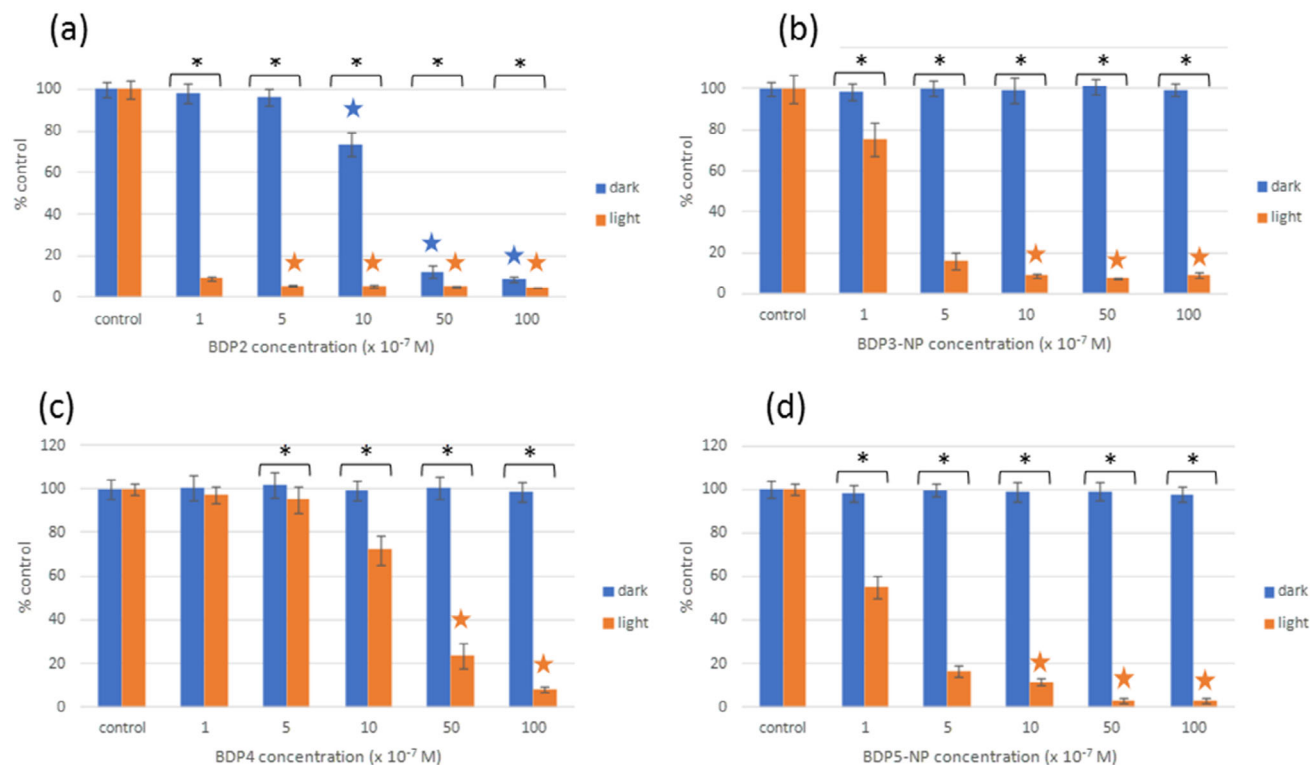 (a)
* * * * *
100
80
60
40
20
0
% control
control 1 5 10 50 100
BDP2 concentration (x 10⁻⁷ M)
dark
light
(b)
* * * * *
100
80
60
40
20
0
% control
control 1 5 10 50 100
BDP3-NP concentration (x 10⁻⁷ M)
dark
light
(c)
* * * *
120
100
80
60
40
20
0
% control
control 1 5 10 50 100
BDP4 concentration (x 10⁻⁷ M)
dark
light
(d)
* * * * *
120
100
80
60
40
20
0
% control
control 1 5 10 50 100
BDP5-NP concentration (x 10⁻⁷ M)
dark
light